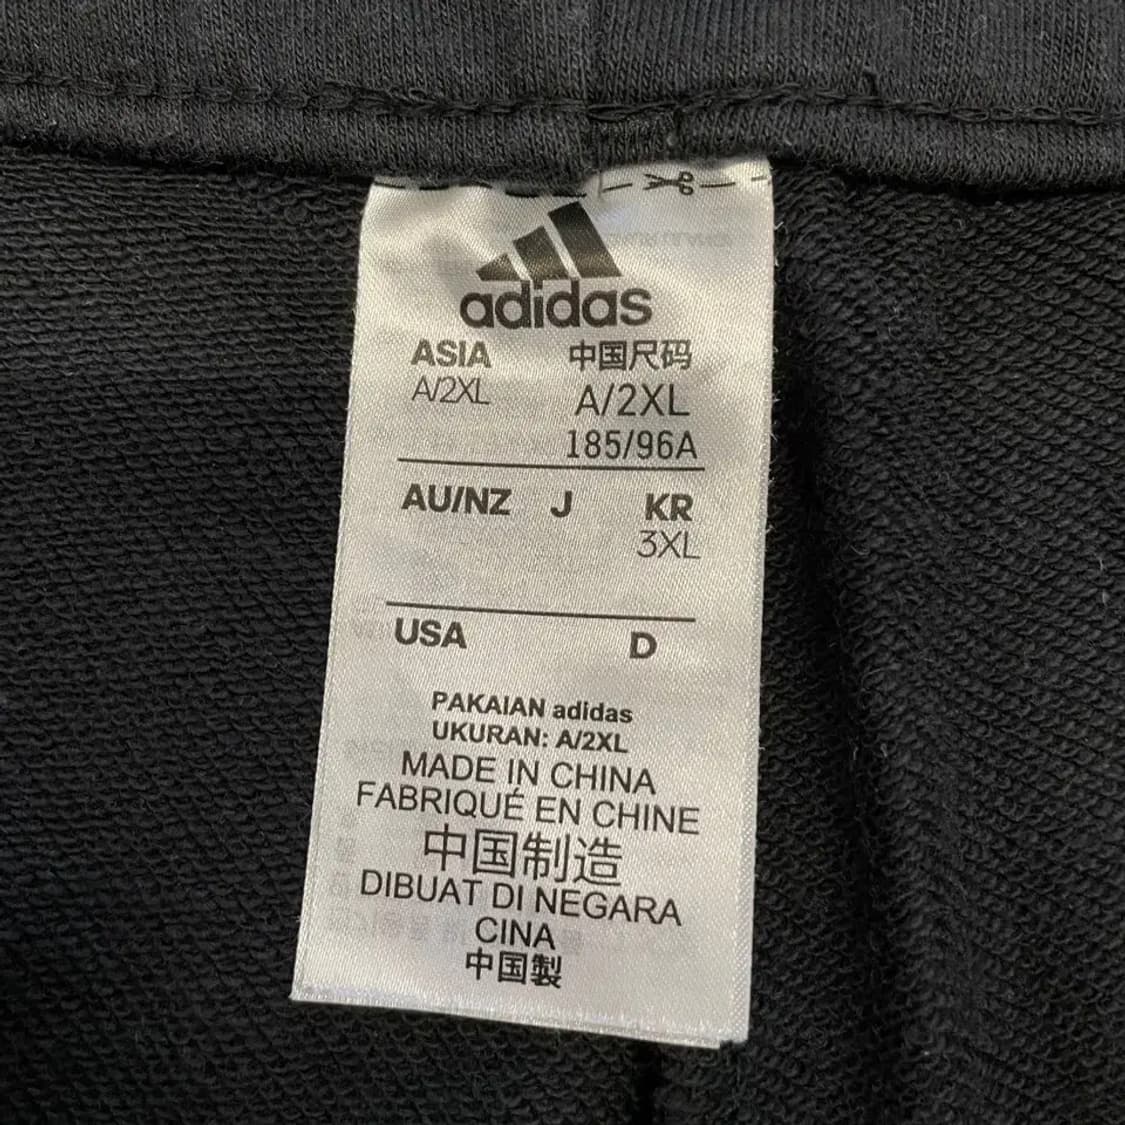 adidas
ASIA 中国尺码
A/2XL A/2XL
185/96A
AU/NZ J KR
3XL
USA D
PAKAIAN adidas
UKURAN: A/2XL
MADE IN CHINA
FABRIQUÉ EN CHINE
中国制造
DIBUAT DI NEGARA
CINA
中国製